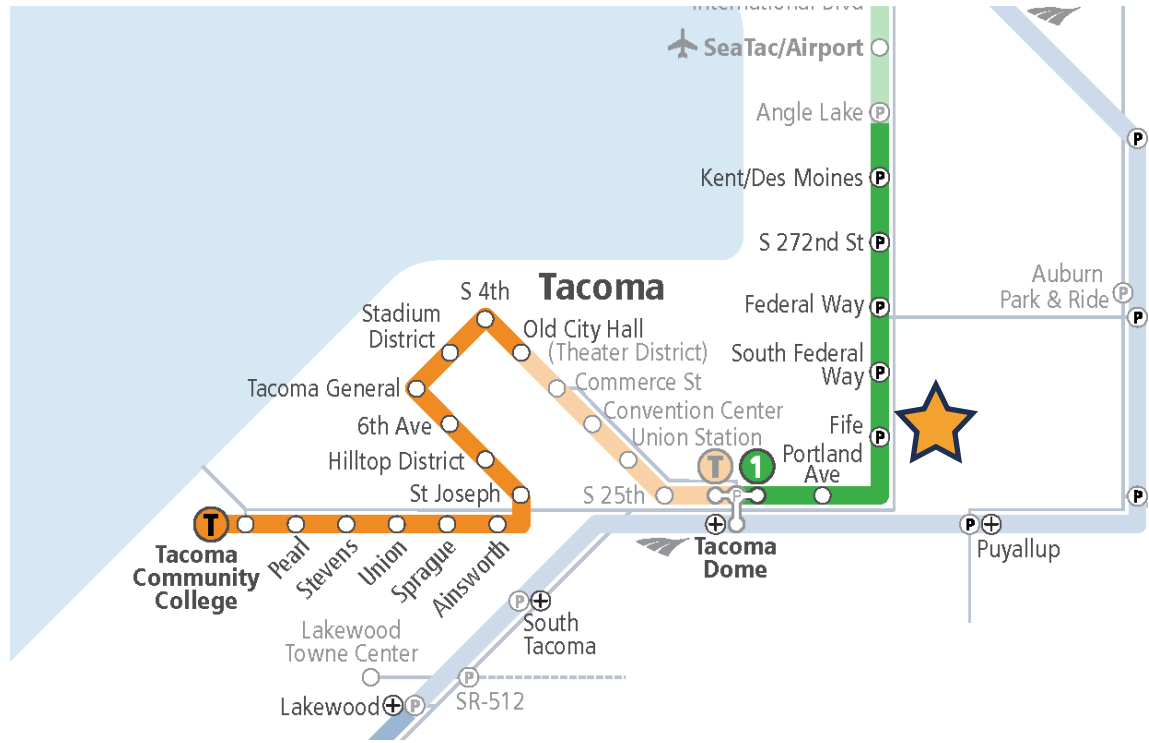 International Blvd
SeaTac/Airport
Angle Lake
P
Kent/Des Moines
P
S 272nd St
P
Federal Way
P
South Federal
Way
P
Fife
P
Portland
Ave
P
Auburn
Park & Ride
P
P
P
Tacoma
S 4th
Stadium
District
Old City Hall
(Theater District)
Tacoma General
Commerce St
6th Ave
Convention Center
Hilltop District
Union Station
St Joseph
S 25th
T
1
P
T
Tacoma
Community
College
Pearl
Stevens
Union
Sprague
Ainsworth
Tacoma
Dome
P
Puyallup
P
South
Tacoma
Lakewood
Towne Center
P
SR-512
Lakewood
P